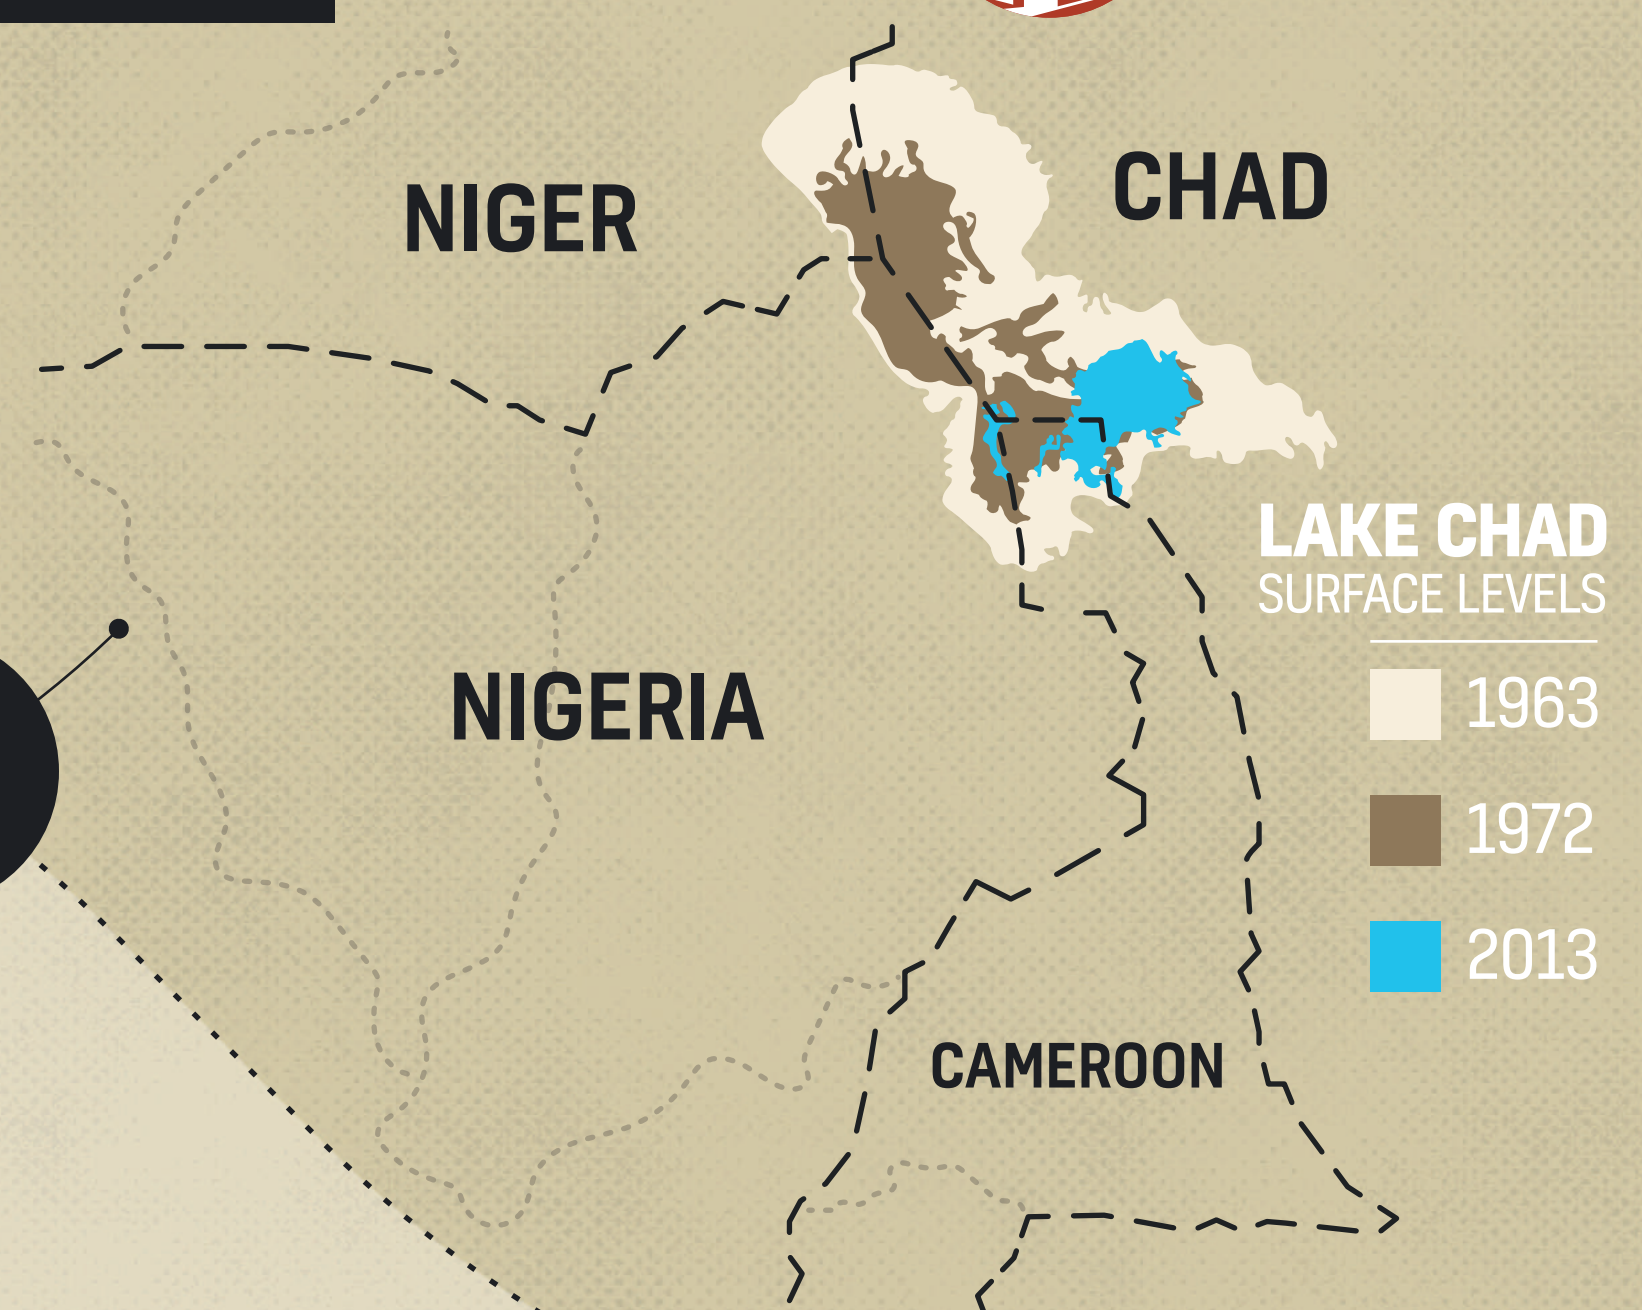 NIGER
CHAD
NIGERIA
CAMEROON
LAKE CHAD
SURFACE LEVELS
1963
1972
2013